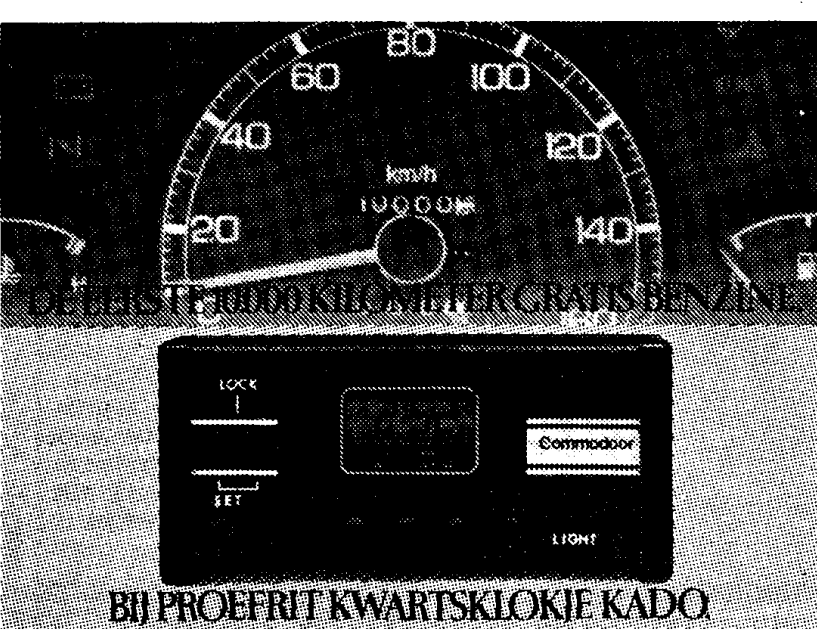 80
60 100
40 120
km/h
20 140
DE EERSTE 10000 KILOMETER GRATIS BENZINE.
LOCK
Commodoor
SET
LIGHT
BIJ PROEFRIT KWARTSKLOKJE KADO.